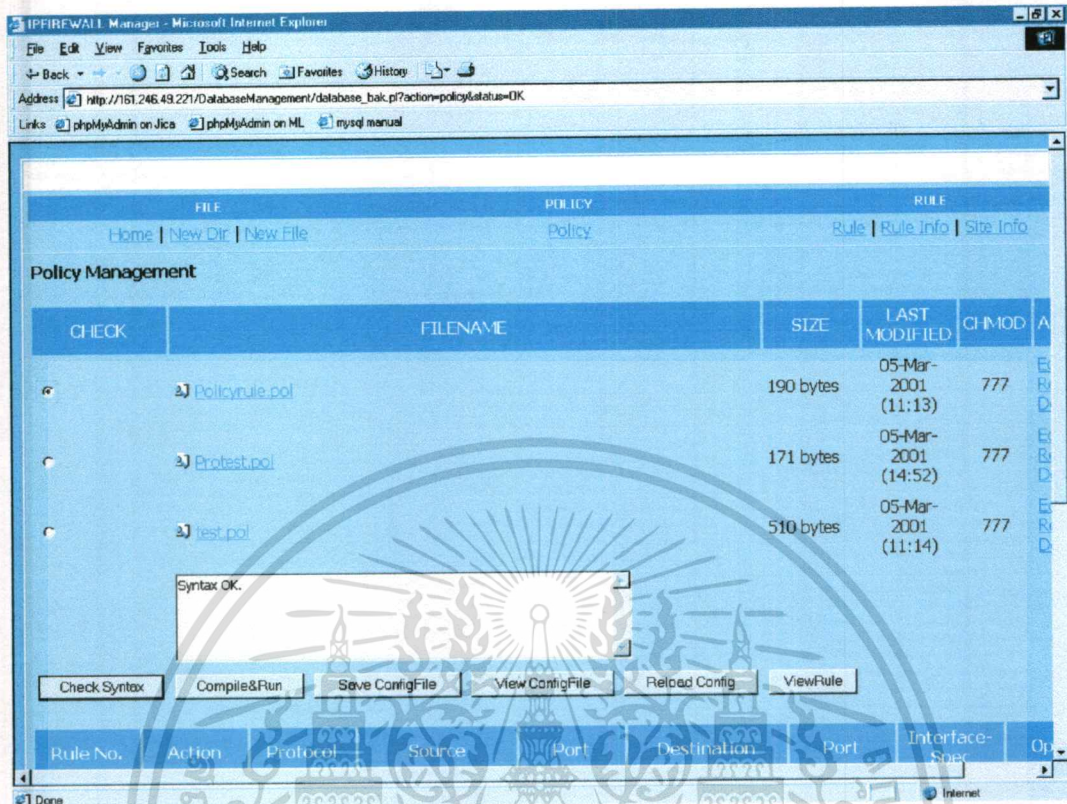 IPFIREWALL Manager - Microsoft Internet Explorer
File Edit View Favorites Tools Help
Back Search Favorites History
Address http://161.246.49.221/DatabaseManagement/database_bak.pl?action=policy&status=OK
Links phpMyAdmin on Jica phpMyAdmin on ML mysql manual
FILE POLICY RULE
Home | New Dir | New File Policy Rule | Rule Info | Site Info
Policy Management
CHECK FILENAME SIZE LAST MODIFIED CHMOD A
Policyrule.pol 190 bytes 05-Mar-2001 (11:13) 777
Protest.pol 171 bytes 05-Mar-2001 (14:52) 777
test.pol 510 bytes 05-Mar-2001 (11:14) 777
Syntax OK.
Check Syntax Compile&Run Save ConfigFile View ConfigFile Reload Config ViewRule
Rule No. Action Protocol Source Port Destination Port Interface-Spec Op
Done Internet